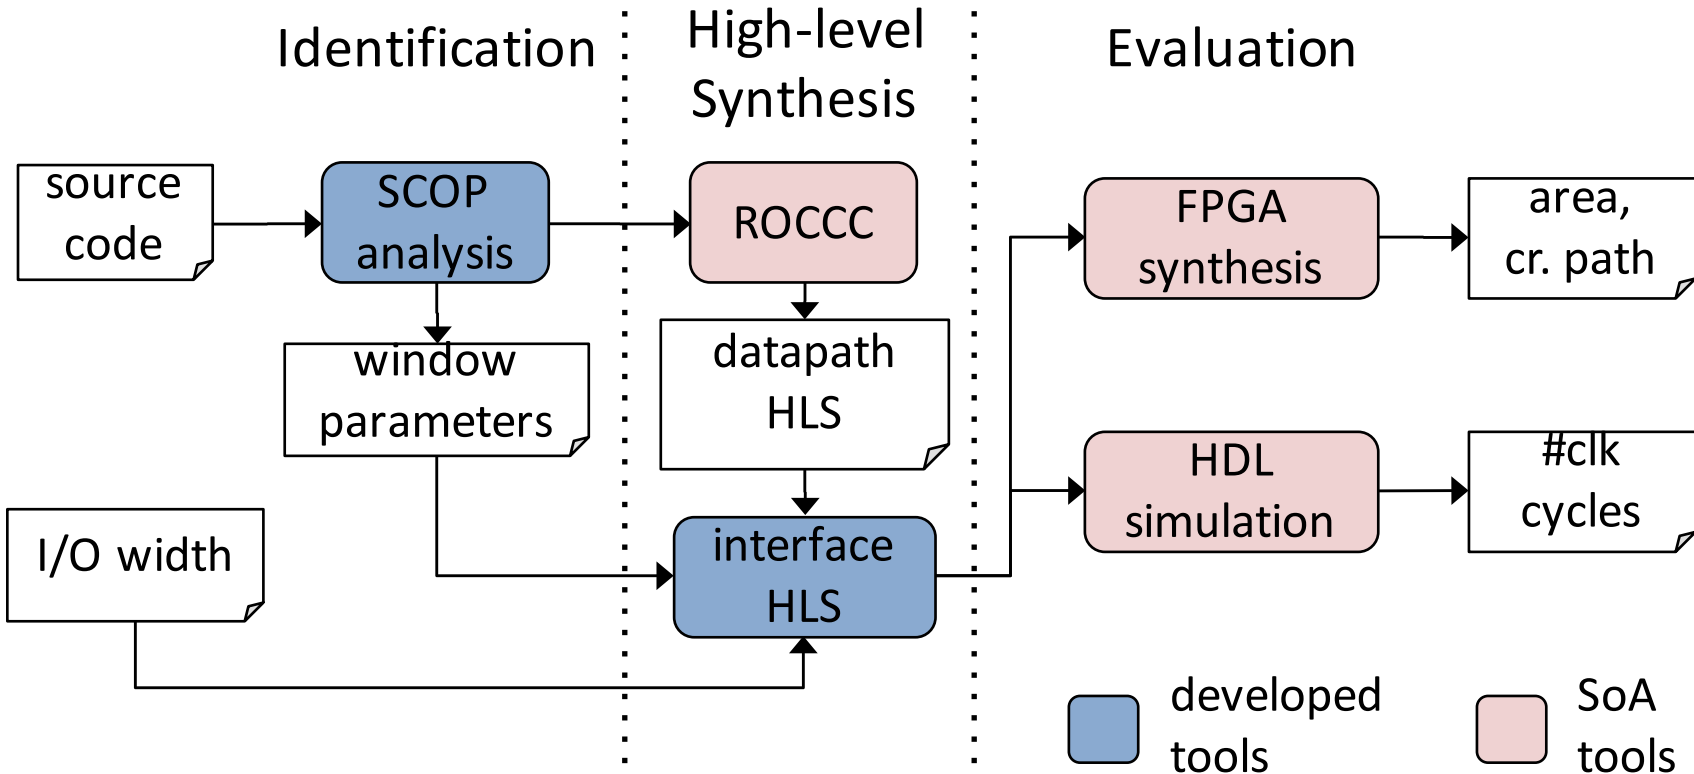 Identification
High-level
Synthesis
Evaluation
source
code
SCOP
analysis
ROCCC
FPGA
synthesis
area,
cr. path
window
parameters
datapath
HLS
HDL
simulation
#clk
cycles
I/O width
interface
HLS
developed
tools
SoA
tools